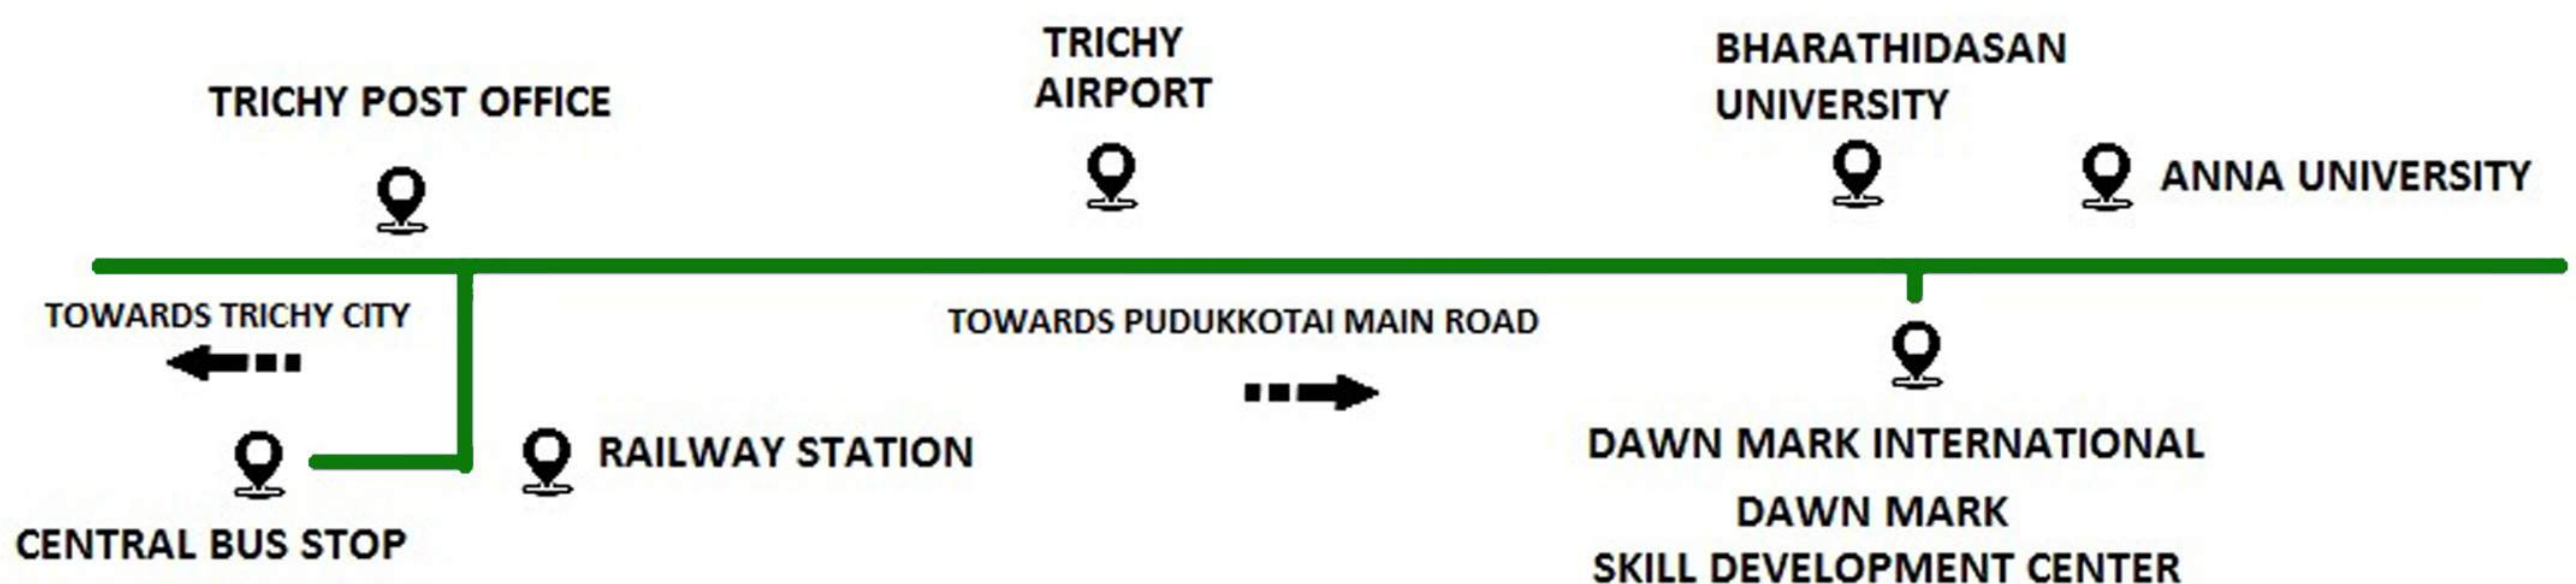 TRICHY POST OFFICE
TRICHY
AIRPORT
BHARATHIDASAN
UNIVERSITY
ANNA UNIVERSITY
TOWARDS TRICHY CITY
TOWARDS PUDUKKOTAI MAIN ROAD
CENTRAL BUS STOP
RAILWAY STATION
DAWN MARK INTERNATIONAL
DAWN MARK
SKILL DEVELOPMENT CENTER